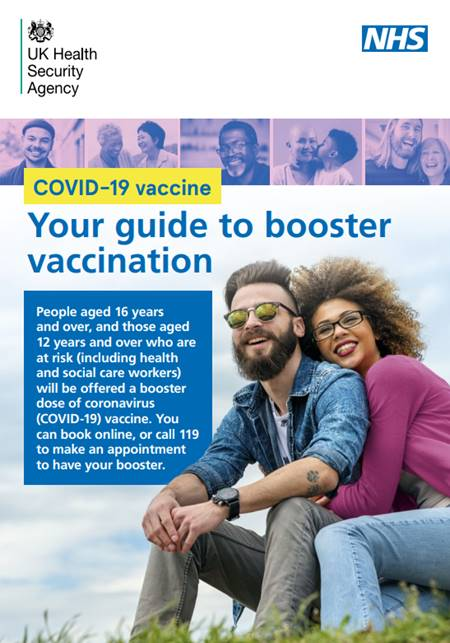 UK Health
Security
Agency
NHS
COVID-19 vaccine
Your guide to booster
vaccination
People aged 16 years
and over, and those aged
12 years and over who are
at risk (including health
and social care workers)
will be offered a booster
dose of coronavirus
(COVID-19) vaccine. You
can book online, or call 119
to make an appointment
to have your booster.